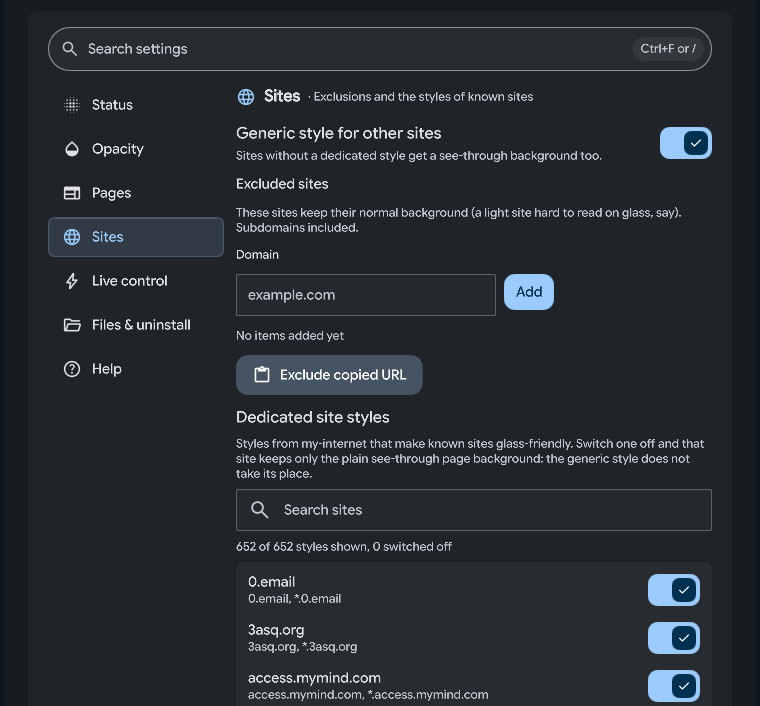 Search settings
Ctrl+F or /
Status
Opacity
Pages
Sites
Live control
Files & uninstall
Help
Sites · Exclusions and the styles of known sites
Generic style for other sites
Sites without a dedicated style get a see-through background too.
Excluded sites
These sites keep their normal background (a light site hard to read on glass, say).
Subdomains included.
Domain
example.com
Add
No items added yet
Exclude copied URL
Dedicated site styles
Styles from my-internet that make known sites glass-friendly. Switch one off and that
site keeps only the plain see-through page background: the generic style does not
take its place.
Search sites
652 of 652 styles shown, 0 switched off
0.email
0.email, *.0.email
3asq.org
3asq.org, *.3asq.org
access.mymind.com
access.mymind.com, *.access.mymind.com